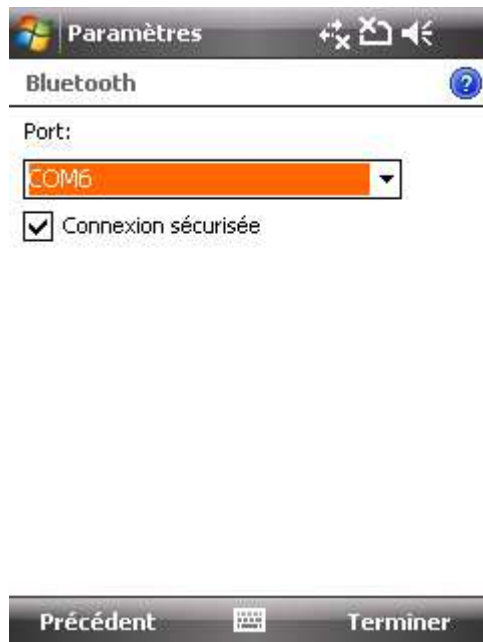 Paramètres
Bluetooth
?
Port:
COM6
Connexion sécurisée
Précédent Terminer